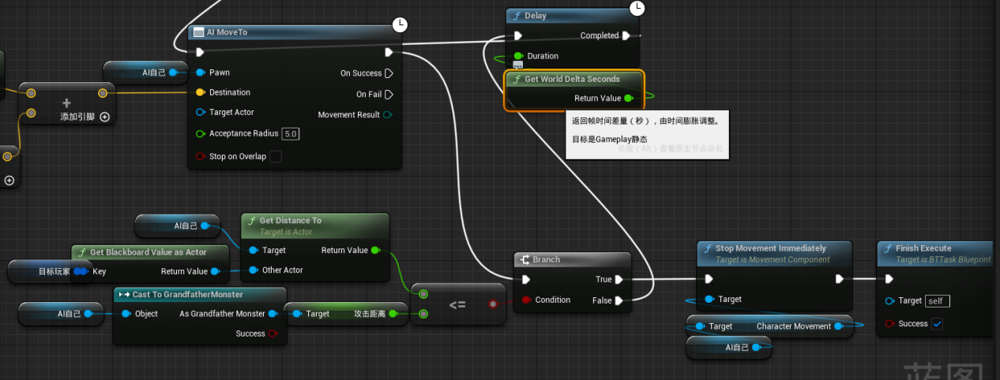 Delay
AI MoveTo
Completed
AI自己
Pawn
On Success
Duration
Destination
On Fail
Get World Delta Seconds
Return Value
添加引脚
Target Actor
Movement Result
Acceptance Radius
5.0
Stop on Overlap
返回帧时间差量(秒),由时间膨胀调整。
目标是Gameplay静态
长按(Alt)查看原生节点命名
AI自己
Get Distance To
Target is Actor
Target
Return Value
Other Actor
Get Blackboard Value as Actor
目标玩家
Key
Return Value
Cast To GrandfatherMonster
AI自己
Object
As Grandfather Monster
Success
Target
攻击距离
<=
Branch
True
Condition
False
Stop Movement Immediately
Target is Movement Component
Target
Target
Character Movement
AI自己
Finish Execute
Target is BTTask Blueprint
Target
self
Success
蓝图